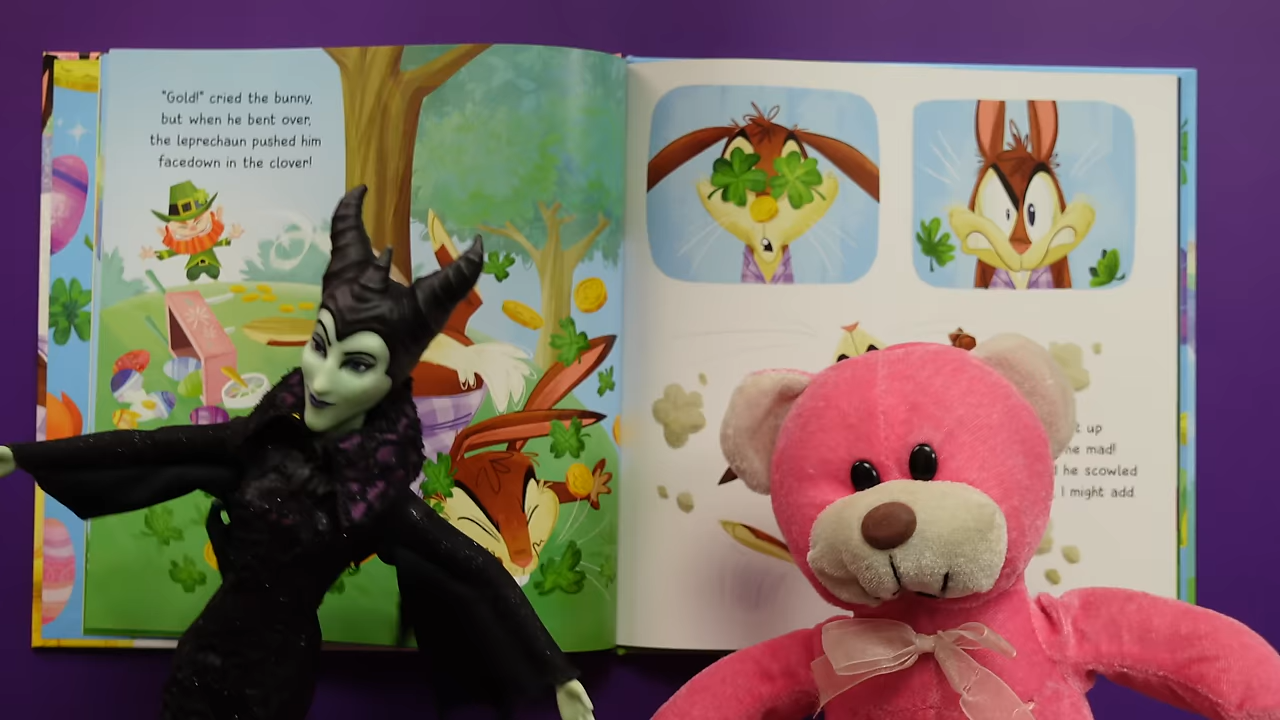 "Gold!" cried the bunny,
but when he bent over,
the leprechaun pushed him
facedown in the clover!
up
mad!
he scowled
I might add.